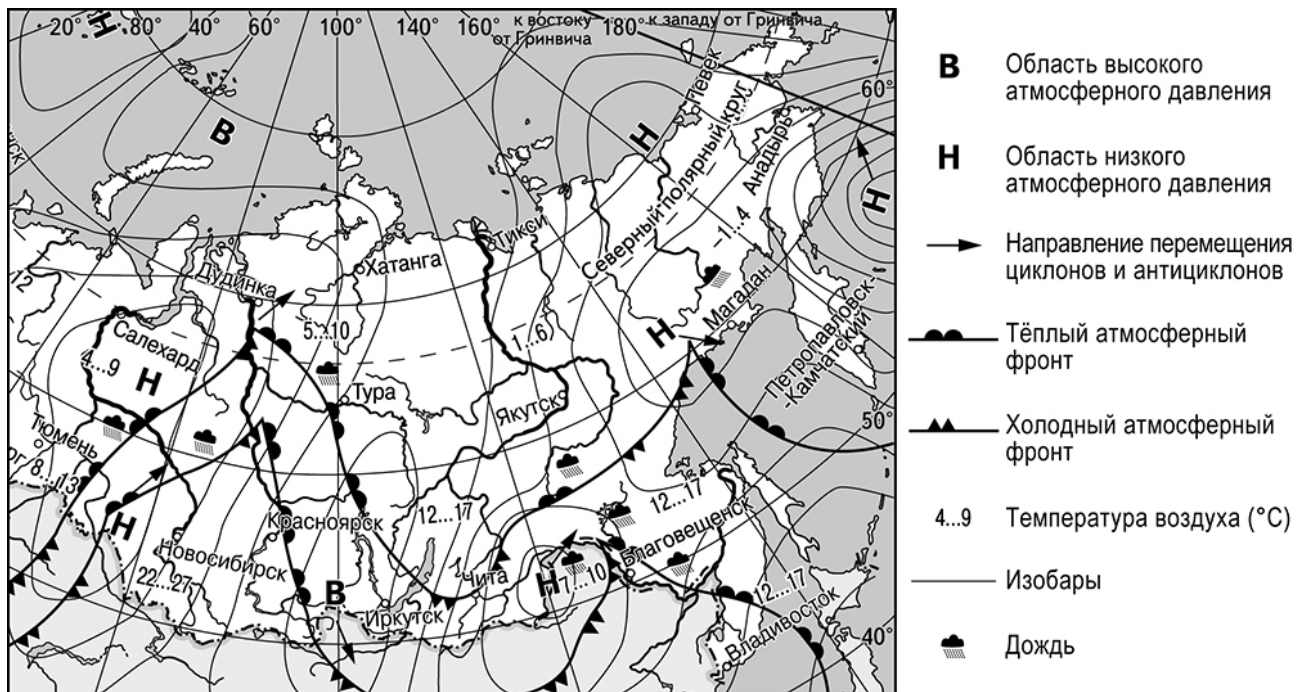 20°
80°
40°
60°
100°
140°
120°
160°
180°
к востоку
от Гринвича
к западу от Гринвича
Н
В
Н
Певек
60°
Северный полярный круг
Анадырь
Н
Тикси
–1...4
Хатанга
Дудинка
12
5...10
1...6
Магадан
Н
Салехард
4...9
Н
Тура
Якутск
Петропавловск-
-Камчатский
50°
Тюмень
8...13
Н
Красноярск
12...17
12...17
Новосибирск
22...27
Благовещенск
Чита
В
Н
Иркутск
12...17
Владивосток
40°
В
Область высокого
атмосферного давления
Н
Область низкого
атмосферного давления
Направление перемещения
циклонов и антициклонов
Тёплый атмосферный
фронт
Холодный атмосферный
фронт
4...9
Температура воздуха (°С)
Изобары
Дождь